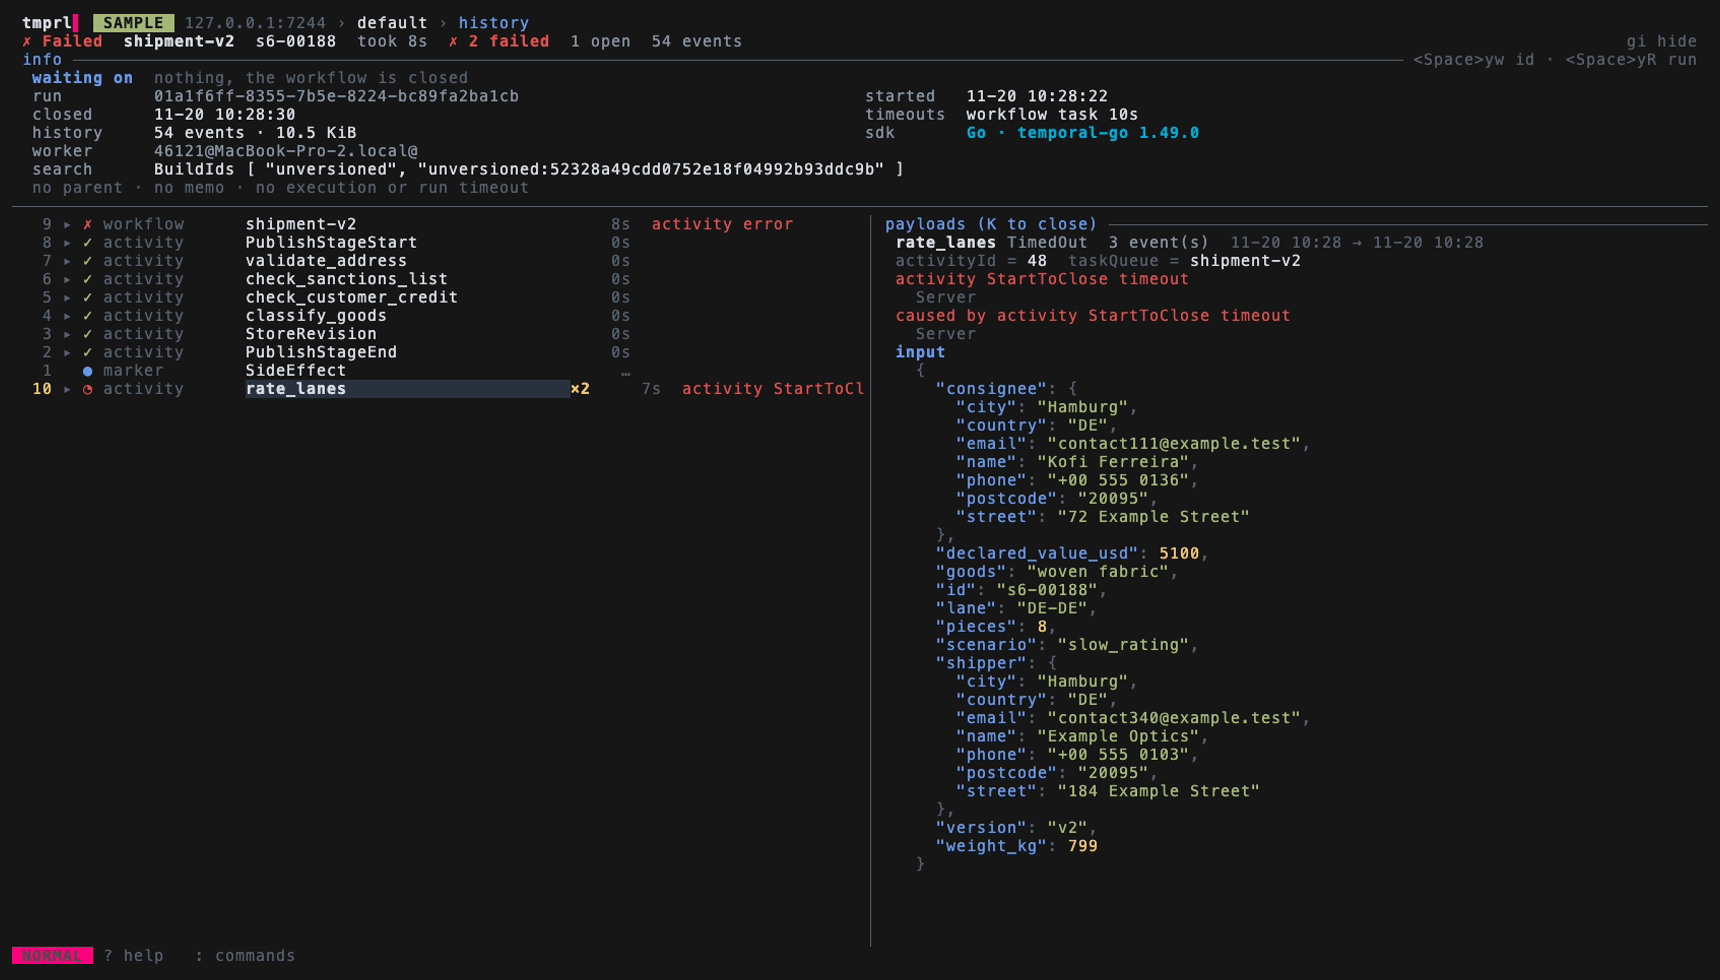 tmprl SAMPLE 127.0.0.1:7244 › default › history
✗ Failed shipment-v2 s6-00188 took 8s ✗ 2 failed 1 open 54 events gi hide
info <Space>yw id · <Space>yR run
waiting on nothing, the workflow is closed
run 01a1f6ff-8355-7b5e-8224-bc89fa2ba1cb started 11-20 10:28:22
closed 11-20 10:28:30 timeouts workflow task 10s
history 54 events · 10.5 KiB sdk Go · temporal-go 1.49.0
worker 46121@MacBook-Pro-2.local@
search BuildIds [ "unversioned", "unversioned:52328a49cdd0752e18f04992b93ddc9b" ]
no parent · no memo · no execution or run timeout
9 ▸ ✗ workflow shipment-v2 8s activity error
8 ▸ ✓ activity PublishStageStart 0s
7 ▸ ✓ activity validate_address 0s
6 ▸ ✓ activity check_sanctions_list 0s
5 ▸ ✓ activity check_customer_credit 0s
4 ▸ ✓ activity classify_goods 0s
3 ▸ ✓ activity StoreRevision 0s
2 ▸ ✓ activity PublishStageEnd 0s
1 ● marker SideEffect …
10 ▸ ◔ activity rate_lanes ×2 7s activity StartToCl
payloads (K to close)
rate_lanes TimedOut 3 event(s) 11-20 10:28 → 11-20 10:28
activityId = 48 taskQueue = shipment-v2
activity StartToClose timeout
Server
caused by activity StartToClose timeout
Server
input
{
"consignee": {
"city": "Hamburg",
"country": "DE",
"email": "contact111@example.test",
"name": "Kofi Ferreira",
"phone": "+00 555 0136",
"postcode": "20095",
"street": "72 Example Street"
},
"declared_value_usd": 5100,
"goods": "woven fabric",
"id": "s6-00188",
"lane": "DE-DE",
"pieces": 8,
"scenario": "slow_rating",
"shipper": {
"city": "Hamburg",
"country": "DE",
"email": "contact340@example.test",
"name": "Example Optics",
"phone": "+00 555 0103",
"postcode": "20095",
"street": "184 Example Street"
},
"version": "v2",
"weight_kg": 799
}
NORMAL ? help : commands